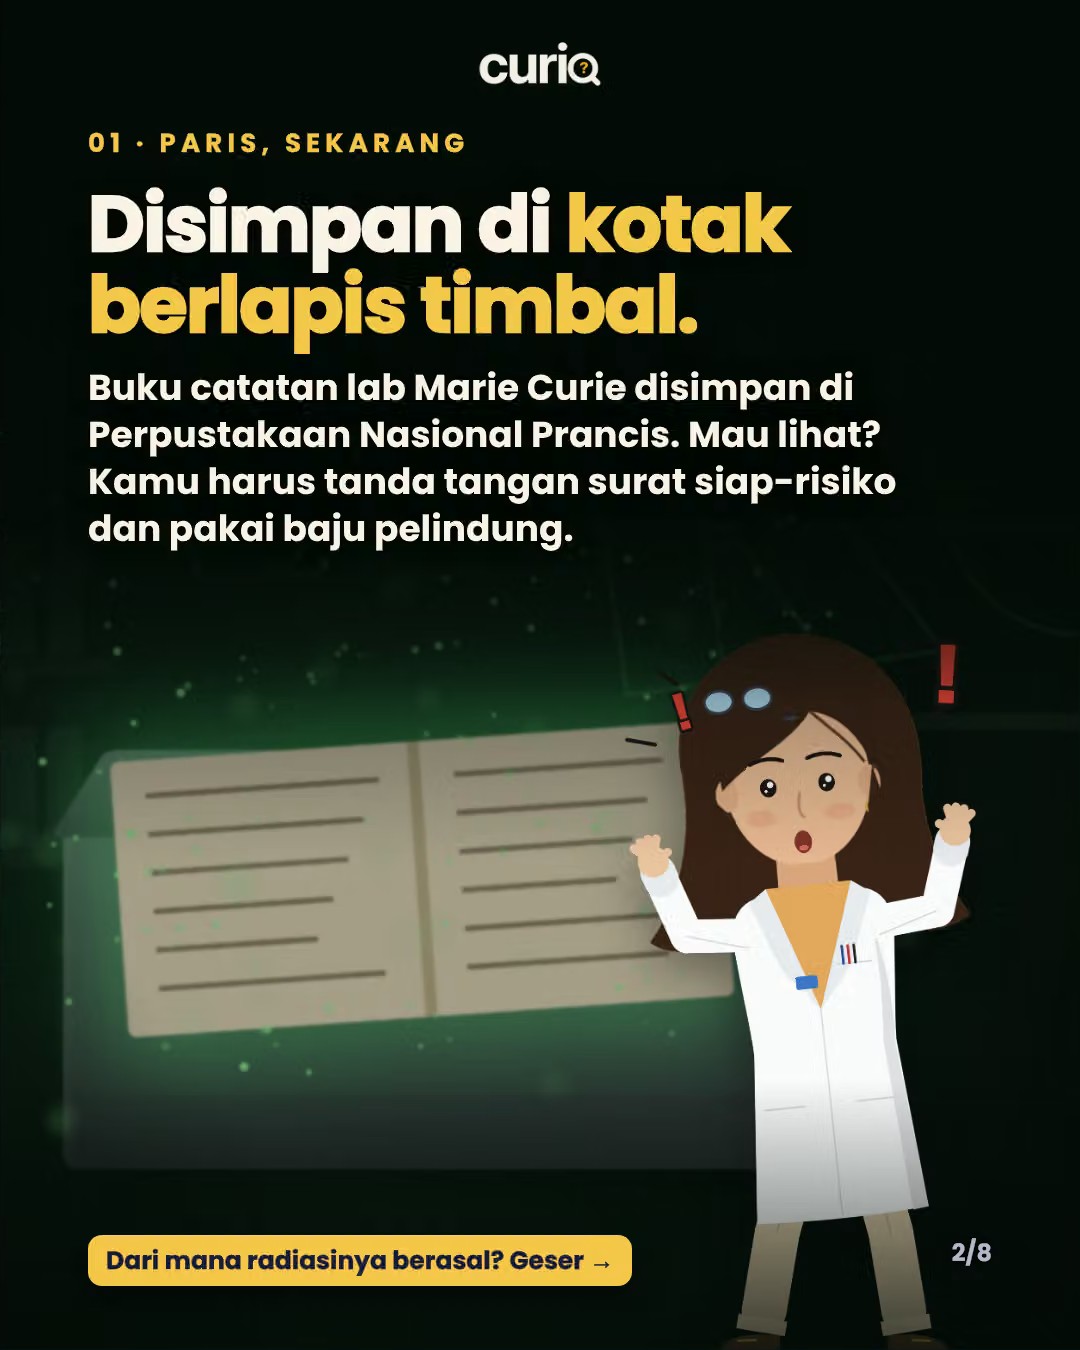 curio
01 · PARIS, SEKARANG
Disimpan di kotak
berlapis timbal.
Buku catatan lab Marie Curie disimpan di
Perpustakaan Nasional Prancis. Mau lihat?
Kamu harus tanda tangan surat siap-risiko
dan pakai baju pelindung.
!
!
Dari mana radiasinya berasal? Geser →
2/8